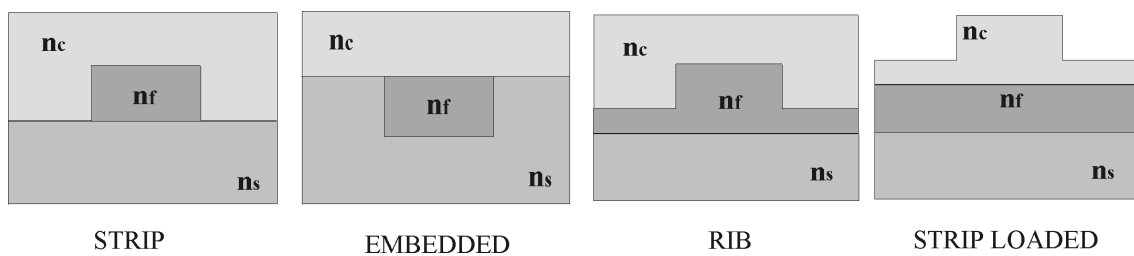 nc
nf
ns
STRIP
nc
nf
ns
EMBEDDED
nc
nf
ns
RIB
nc
nf
ns
STRIP LOADED